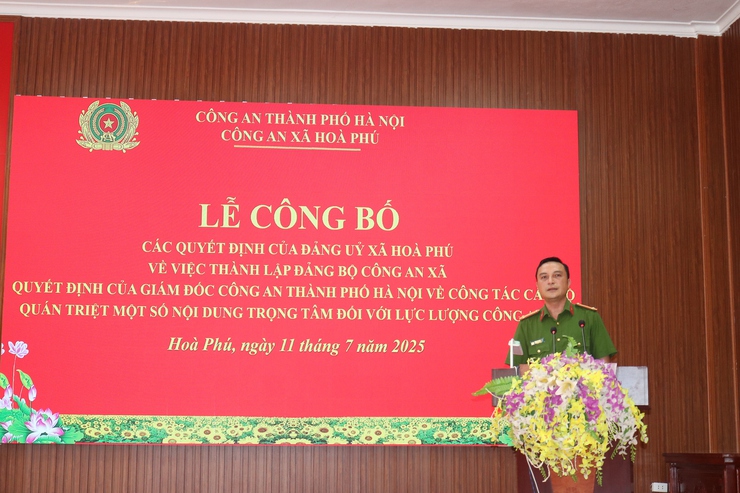 CÔNG AN THÀNH PHỐ HÀ NỘI
CÔNG AN XÃ HOÀ PHÚ
LỄ CÔNG BỐ
CÁC QUYẾT ĐỊNH CỦA ĐẢNG UỶ XÃ HOÀ PHÚ
VỀ VIỆC THÀNH LẬP ĐẢNG BỘ CÔNG AN XÃ
QUYẾT ĐỊNH CỦA GIÁM ĐỐC CÔNG AN THÀNH PHỐ HÀ NỘI VỀ CÔNG TÁC
QUÁN TRIỆT MỘT SỐ NỘI DUNG TRỌNG TÂM ĐỐI VỚI LỰC LƯỢNG CÔNG
Hoà Phú, ngày 11 tháng 7 năm 2025